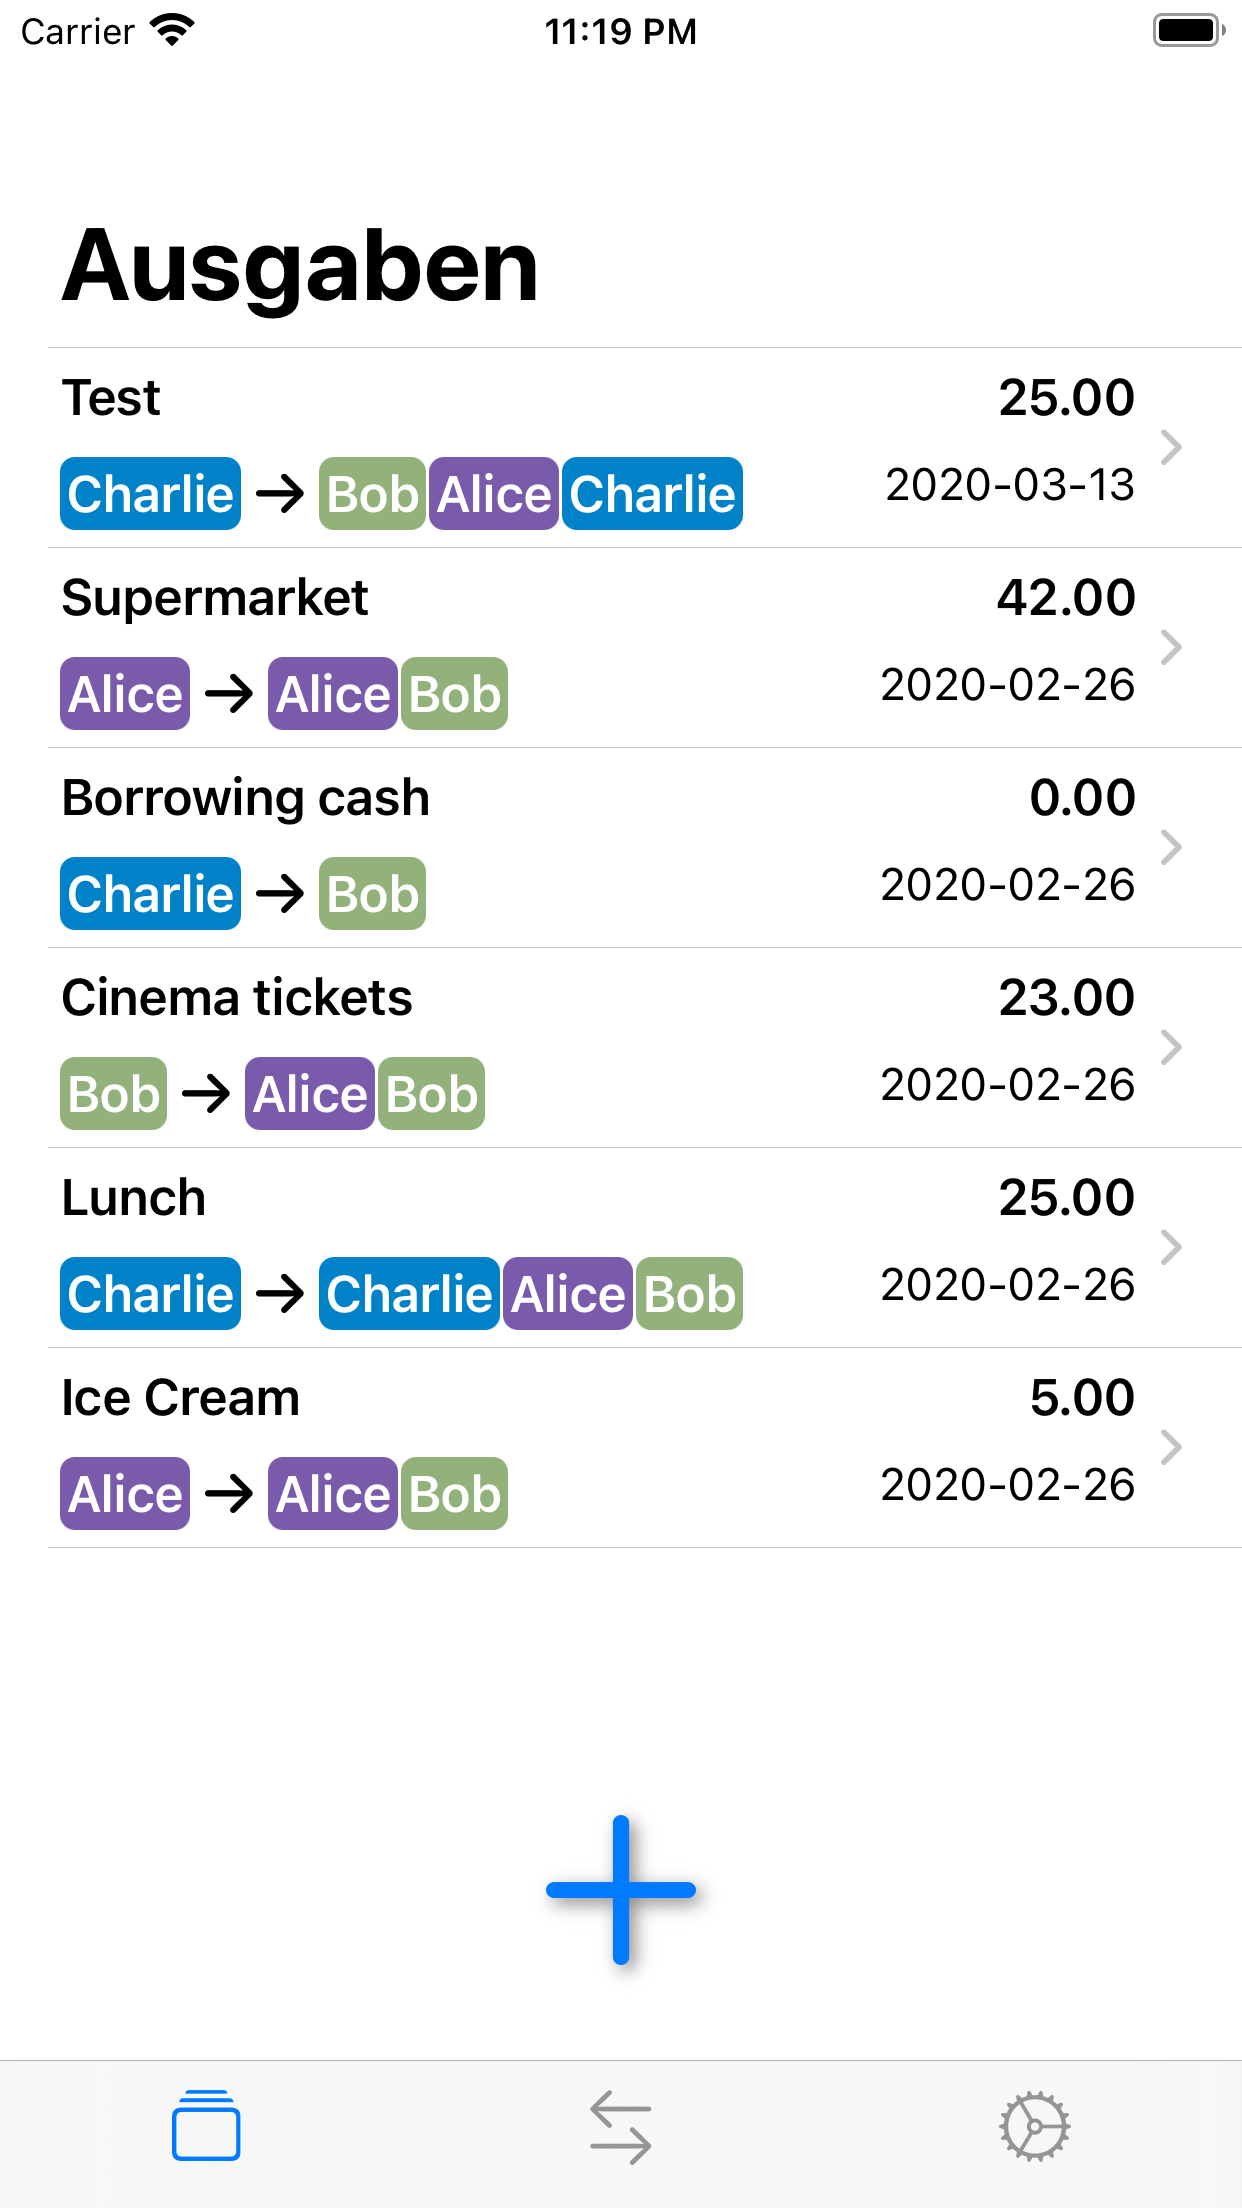 Carrier 11:19 PM
Ausgaben
Test 25.00
Charlie → Bob Alice Charlie 2020-03-13
Supermarket 42.00
Alice → Alice Bob 2020-02-26
Borrowing cash 0.00
Charlie → Bob 2020-02-26
Cinema tickets 23.00
Bob → Alice Bob 2020-02-26
Lunch 25.00
Charlie → Charlie Alice Bob 2020-02-26
Ice Cream 5.00
Alice → Alice Bob 2020-02-26